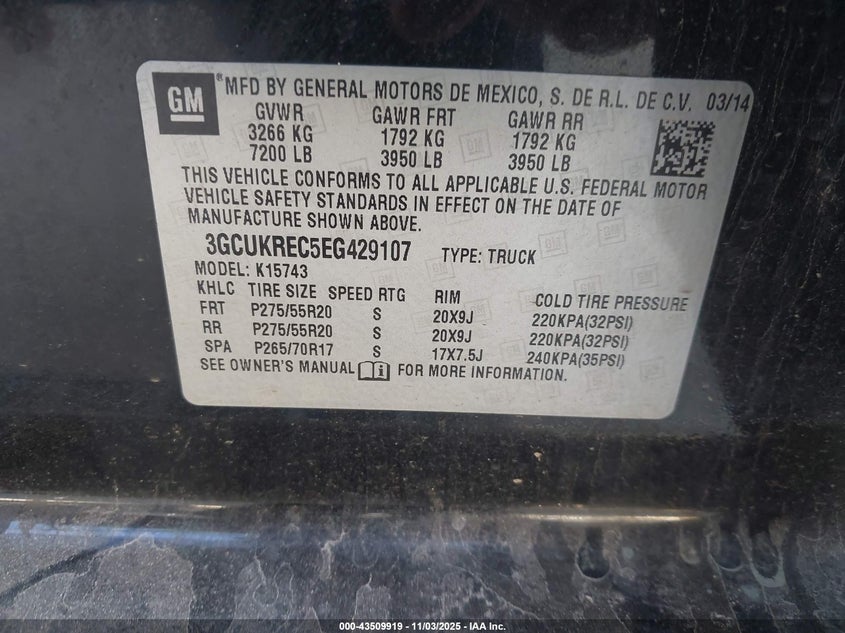 GM
® MFD BY GENERAL MOTORS DE MEXICO, S. DE R.L. DE C.V. 03/14
GVWR GAWR FRT GAWR RR
3266 KG 1792 KG 1792 KG
7200 LB 3950 LB 3950 LB
THIS VEHICLE CONFORMS TO ALL APPLICABLE U.S. FEDERAL MOTOR
VEHICLE SAFETY STANDARDS IN EFFECT ON THE DATE OF
MANUFACTURE SHOWN ABOVE.
3GCUKREC5EG429107 TYPE: TRUCK
MODEL: K15743
KHLC TIRE SIZE SPEED RTG RIM COLD TIRE PRESSURE
FRT P275/55R20 S 20X9J 220KPA(32PSI)
RR P275/55R20 S 20X9J 220KPA(32PSI)
SPA P265/70R17 S 17X7.5J 240KPA(35PSI)
SEE OWNER'S MANUAL i FOR MORE INFORMATION.
000-43509919 - 11/03/2025 - IAA Inc.